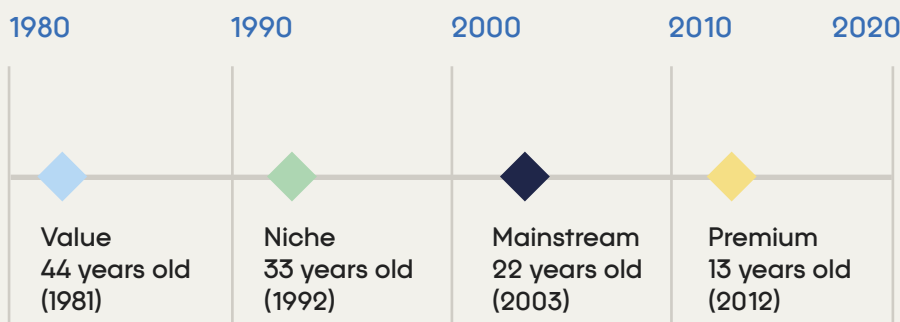 1980 1990 2000 2010 2020
Value
44 years old
(1981)
Niche
33 years old
(1992)
Mainstream
22 years old
(2003)
Premium
13 years old
(2012)